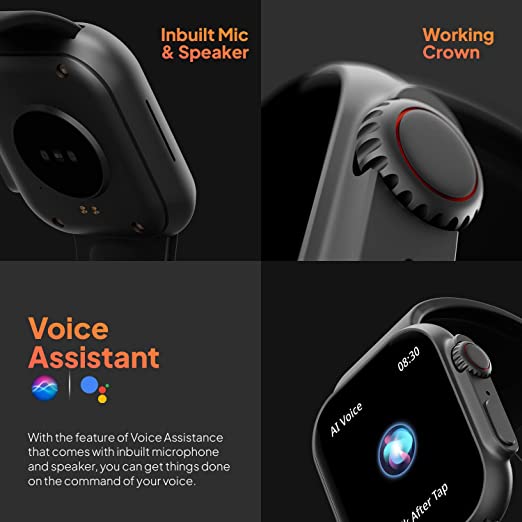 Inbuilt Mic
& Speaker
Working
Crown
Voice
Assistant
With the feature of Voice Assistance
that comes with inbuilt microphone
and speaker, you can get things done
on the command of your voice.
08:30
AI Voice
After Tap